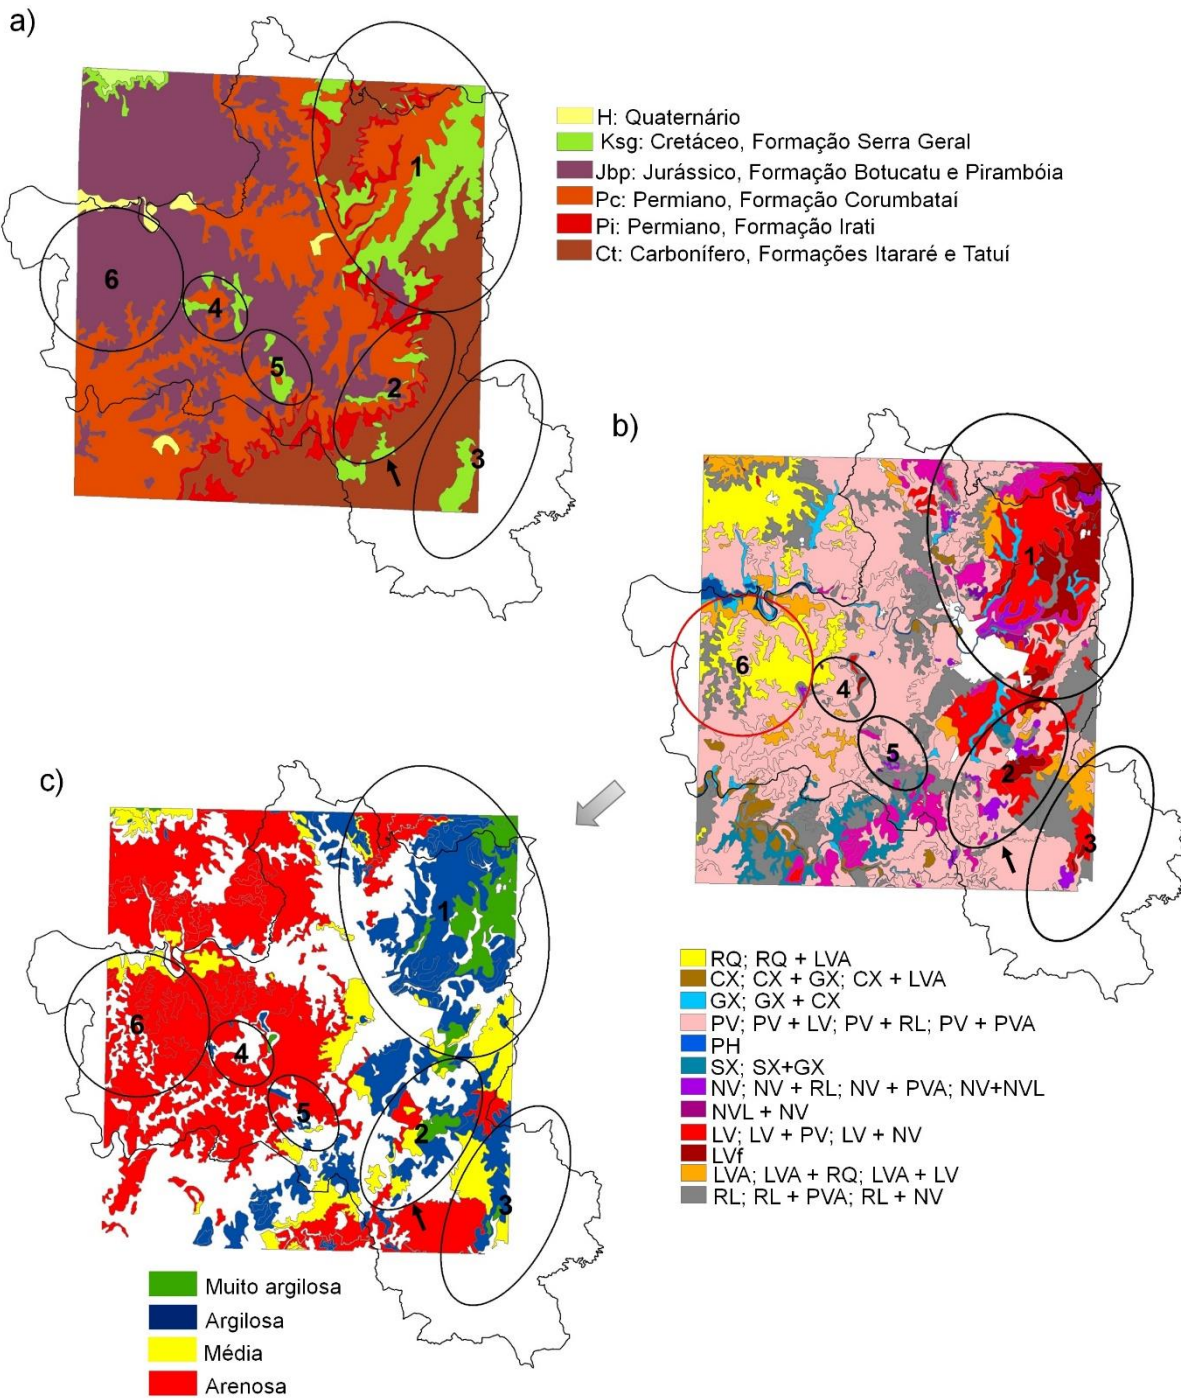 a)
H: Quaternário
Ksg: Cretáceo, Formação Serra Geral
Jbp: Jurássico, Formação Botucatu e Pirambóia
Pc: Permiano, Formação Corumbataí
Pi: Permiano, Formação Irati
Ct: Carbonífero, Formações Itararé e Tatuí
1
6
4
5
2
3
b)
1
6
4
5
2
3
RQ; RQ + LVA
CX; CX + GX; CX + LVA
GX; GX + CX
PV; PV + LV; PV + RL; PV + PVA
PH
SX; SX+GX
NV; NV + RL; NV + PVA; NV+NVL
NVL + NV
LV; LV + PV; LV + NV
LVf
LVA; LVA + RQ; LVA + LV
RL; RL + PVA; RL + NV
c)
1
6
4
5
2
3
Muito argilosa
Argilosa
Média
Arenosa